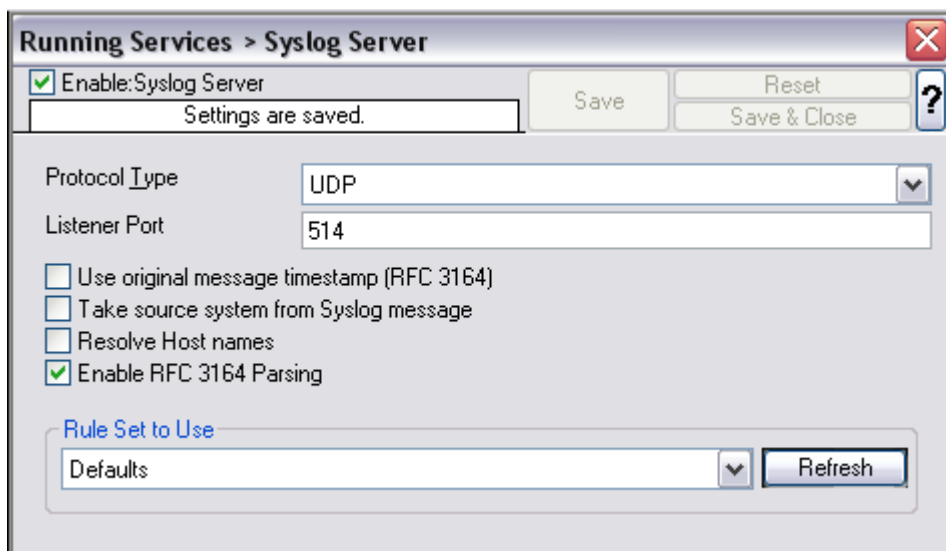 Running Services > Syslog Server
Enable:Syslog Server
Settings are saved.
Save
Reset
Save & Close
?
Protocol Type
UDP
Listener Port
514
Use original message timestamp (RFC 3164)
Take source system from Syslog message
Resolve Host names
Enable RFC 3164 Parsing
Rule Set to Use
Defaults
Refresh